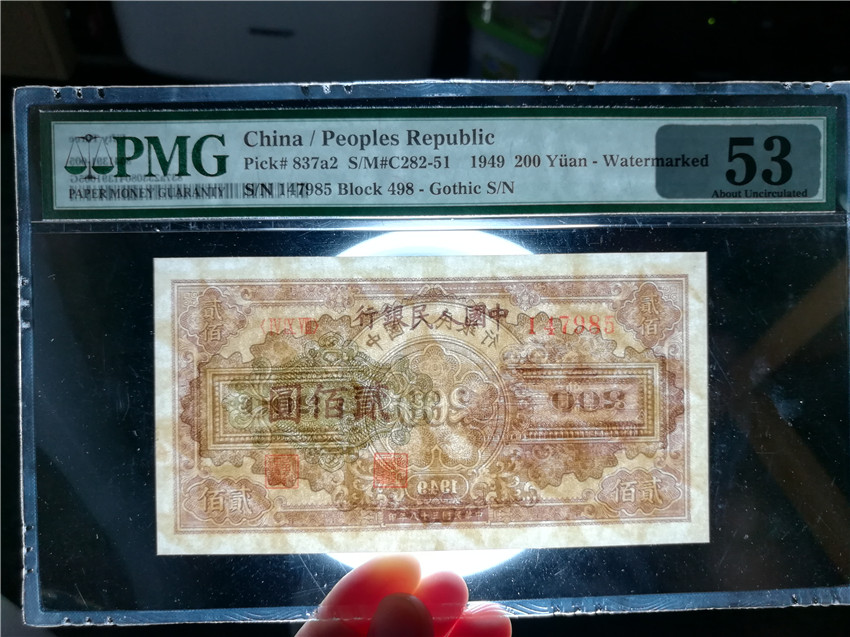 PMG
PAPER MONEY GUARANTY
China / Peoples Republic
Pick# 837a2 S/M#C282-51 1949 200 Yüan - Watermarked
S/N 147985 Block 498 - Gothic S/N
53
About Uncirculated
行銀民人國中
147985
貳佰
貳佰
圓佰貳
200
1949
佰貳
佰貳